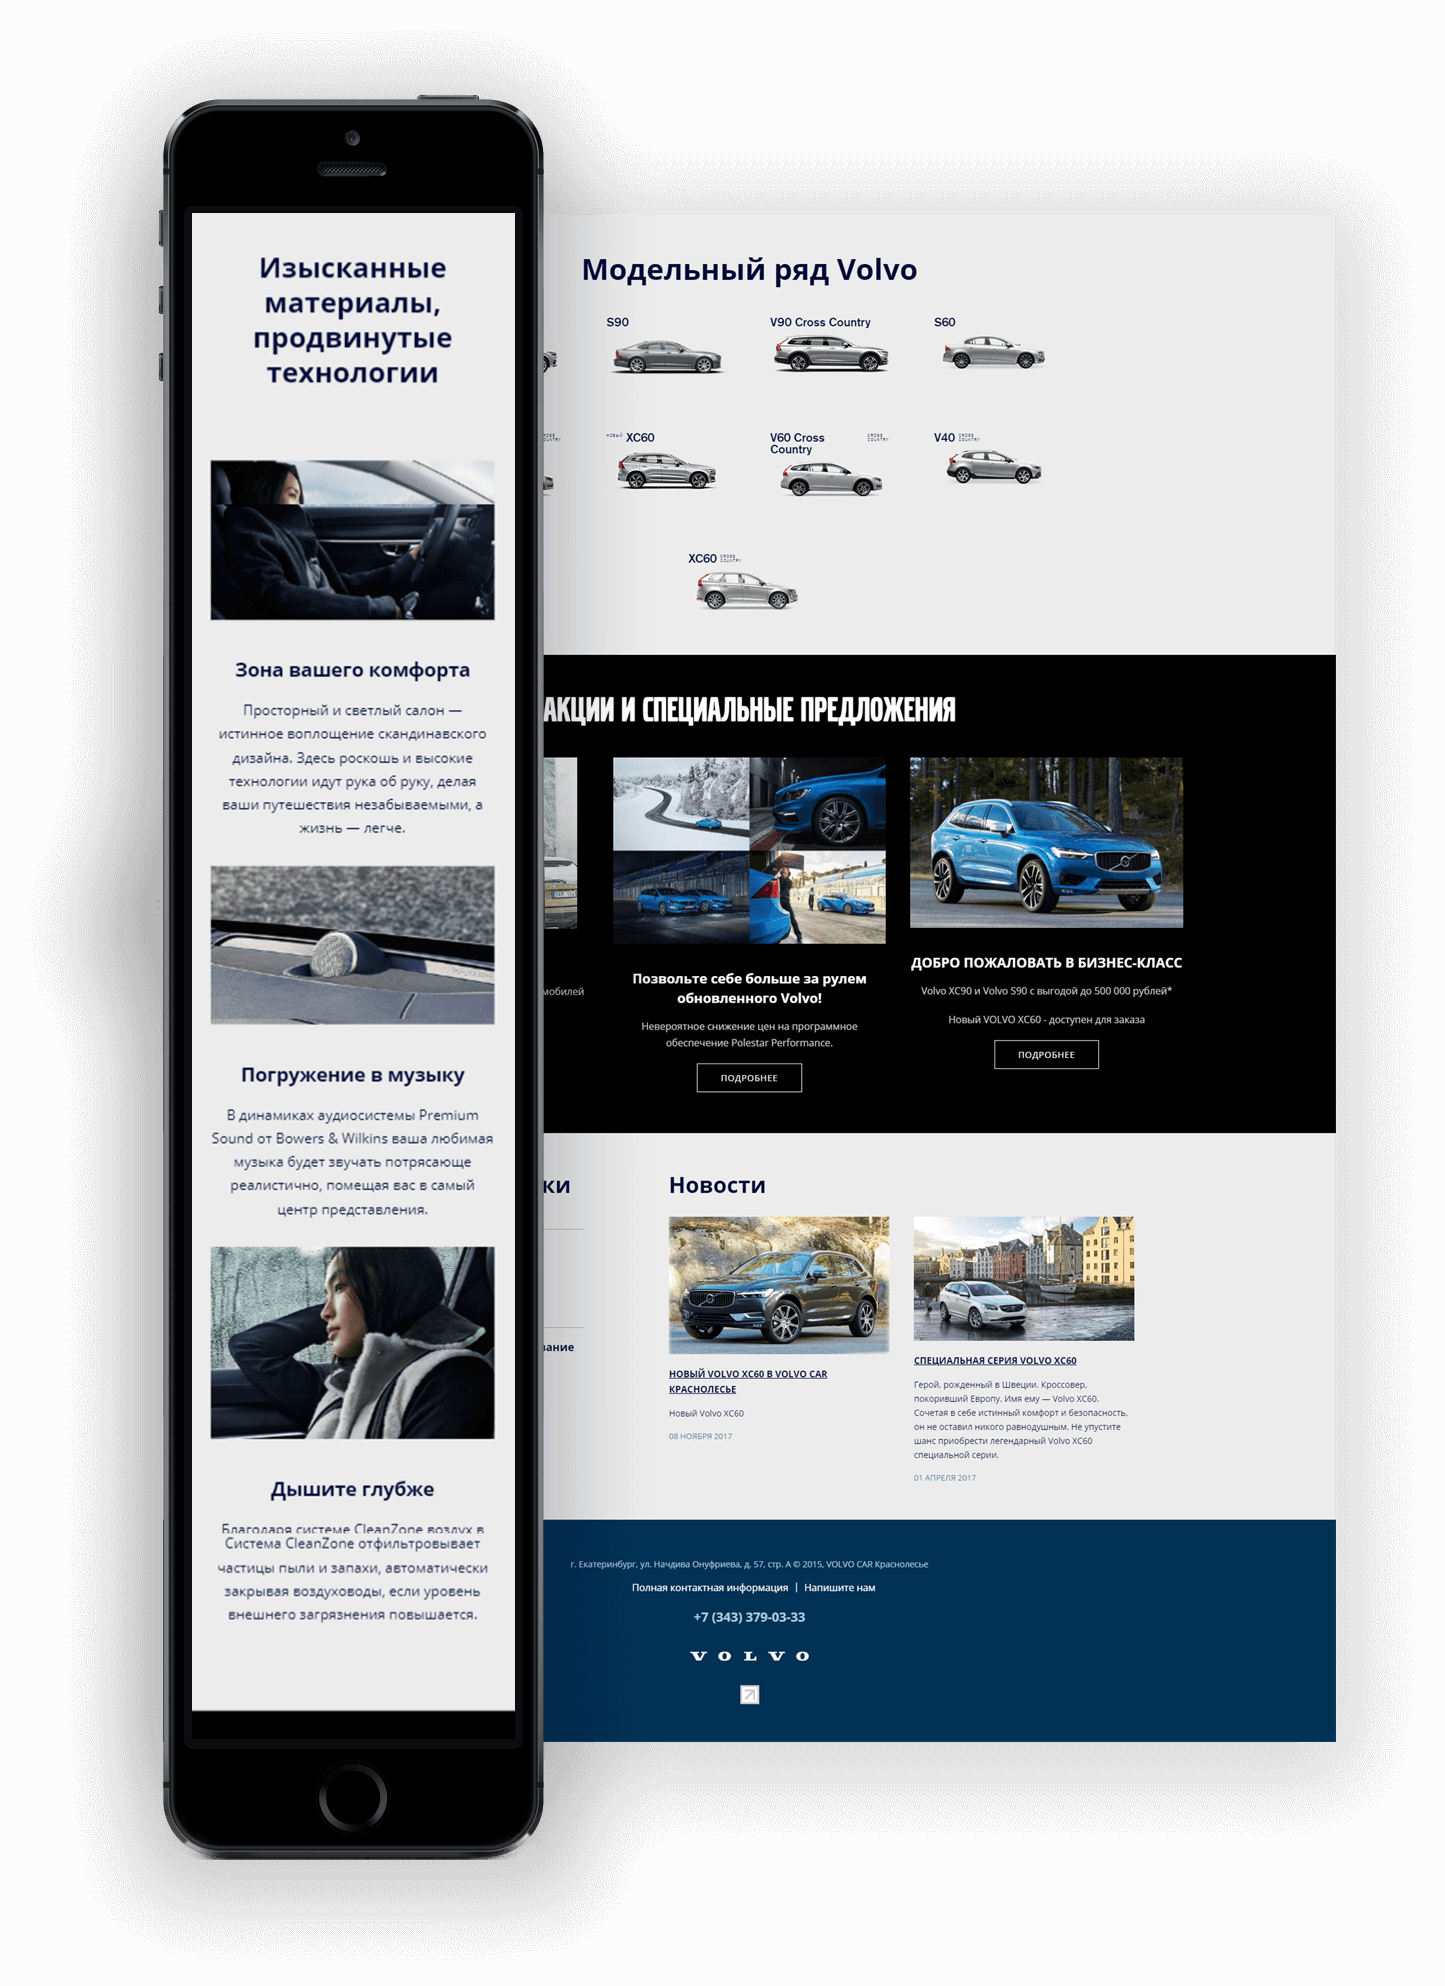 Изысканные
материалы,
продвинутые
технологии
Зона вашего комфорта
Просторный и светлый салон —
истинное воплощение скандинавского
дизайна. Здесь роскошь и высокие
технологии идут рука об руку, делая
ваши путешествия незабываемыми, а
жизнь — легче.
Погружение в музыку
В динамиках аудиосистемы Premium
Sound от Bowers & Wilkins ваша любимая
музыка будет звучать потрясающе
реалистично, помещая вас в самый
центр представления.
Дышите глубже
Благодаря системе CleanZone воздух в
Система CleanZone отфильтровывает
частицы пыли и запахи, автоматически
закрывая воздуховоды, если уровень
внешнего загрязнения повышается.
Модельный ряд Volvo
S90
V90 Cross Country
S60
CROSS
COUNTRY
НОВЫЙ XC60
V60 Cross
Country
CROSS
COUNTRY
V40 CROSS
COUNTRY
XC60 CROSS
COUNTRY
АКЦИИ И СПЕЦИАЛЬНЫЕ ПРЕДЛОЖЕНИЯ
мобилей
Позвольте себе больше за рулем
обновленного Volvo!
Невероятное снижение цен на программное
обеспечение Polestar Performance.
ПОДРОБНЕЕ
ДОБРО ПОЖАЛОВАТЬ В БИЗНЕС-КЛАСС
Volvo XC90 и Volvo S90 с выгодой до 500 000 рублей*
Новый VOLVO XC60 - доступен для заказа
ПОДРОБНЕЕ
ки
вание
Новости
НОВЫЙ VOLVO XC60 В VOLVO CAR
КРАСНОЛЕСЬЕ
Новый Volvo XC60
08 НОЯБРЯ 2017
СПЕЦИАЛЬНАЯ СЕРИЯ VOLVO XC60
Герой, рожденный в Швеции. Кроссовер,
покоривший Европу. Имя ему — Volvo XC60.
Сочетая в себе истинный комфорт и безопасность,
он не оставил никого равнодушным. Не упустите
шанс приобрести легендарный Volvo XC60
специальной серии.
01 АПРЕЛЯ 2017
г. Екатеринбург, ул. Начдива Онуфриева, д. 57, стр. А © 2015, VOLVO CAR Краснолесье
Полная контактная информация | Напишите нам
+7 (343) 379-03-33
VOLVO